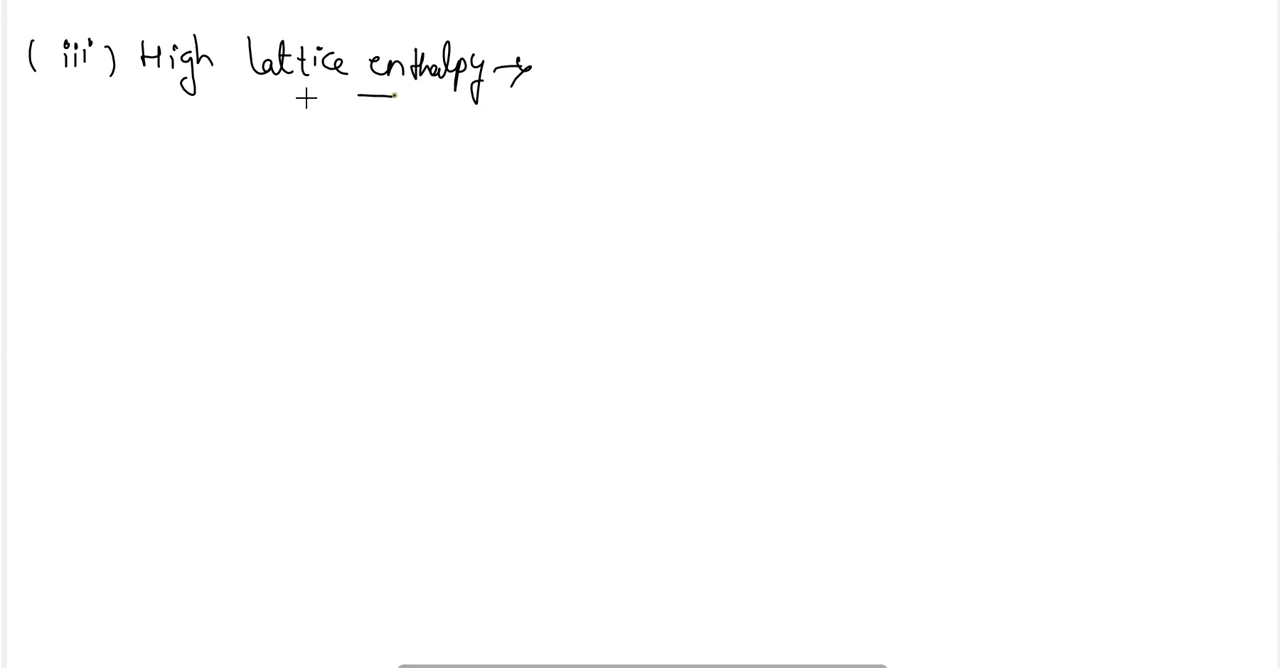 (iii) High lattice enthalpy →
+ —